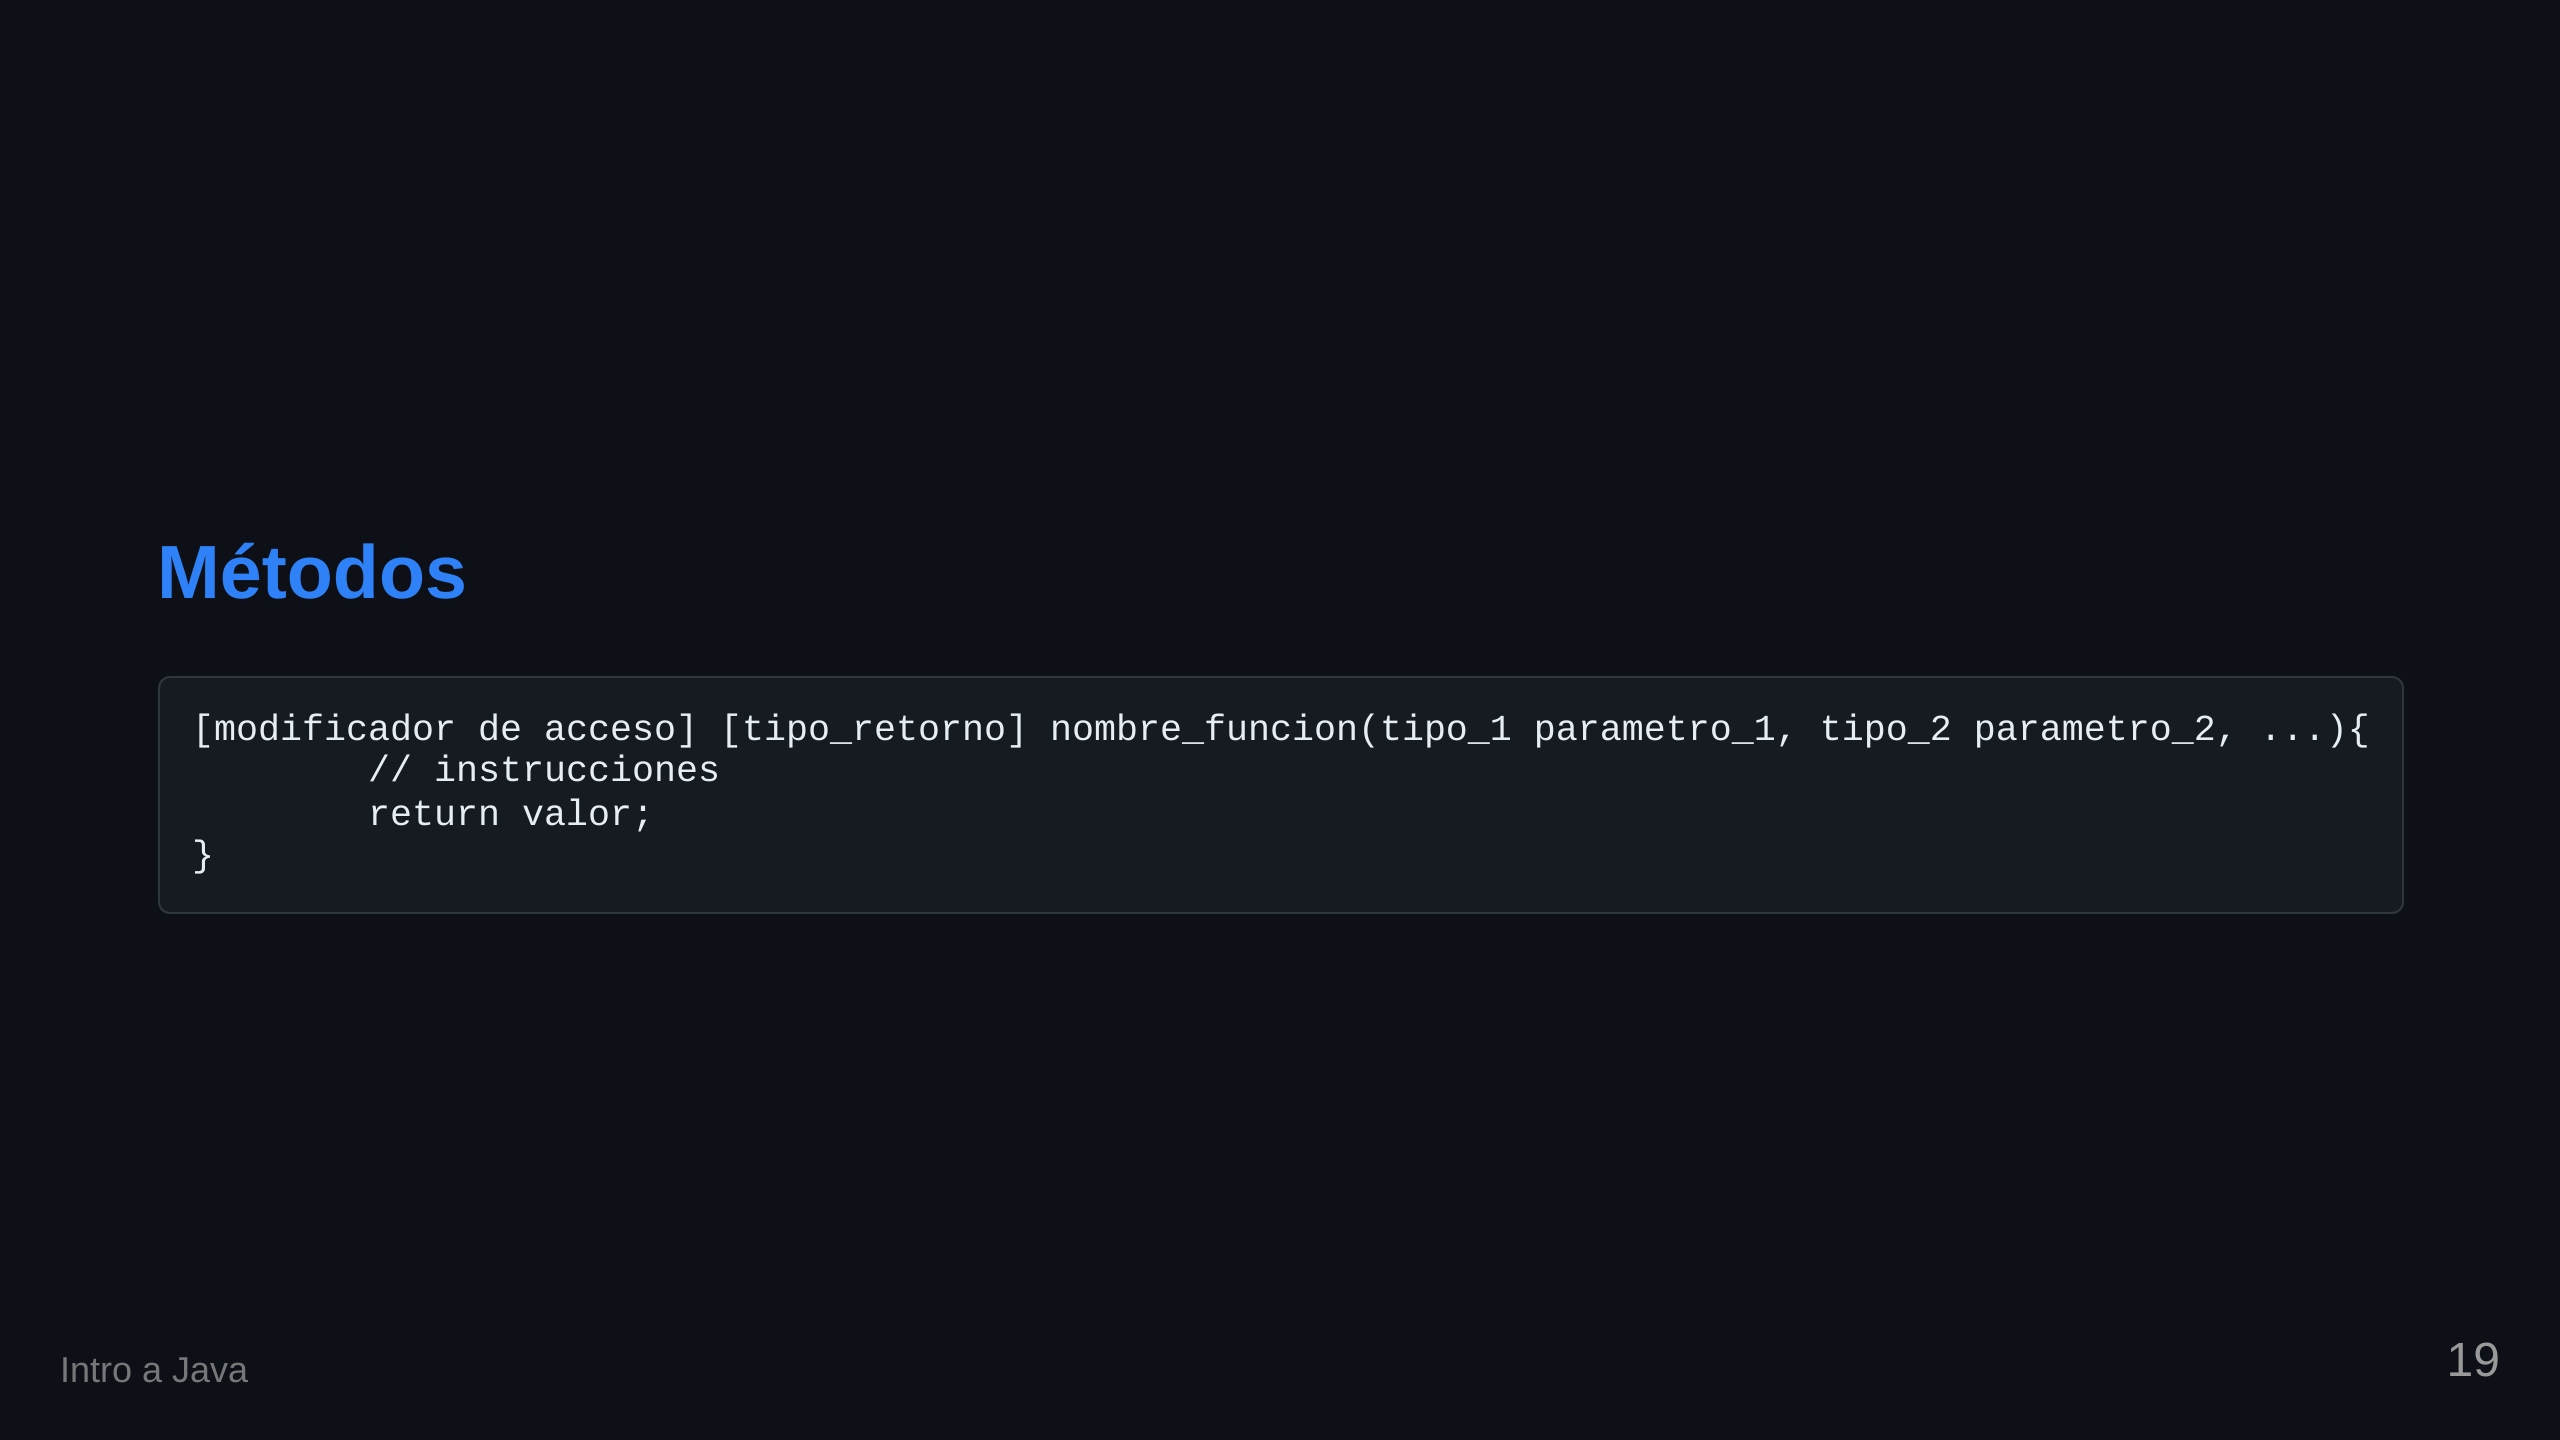 Métodos
[modificador de acceso] [tipo_retorno] nombre_funcion(tipo_1 parametro_1, tipo_2 parametro_2, ...){
        // instrucciones
        return valor;
}
Intro a Java
19